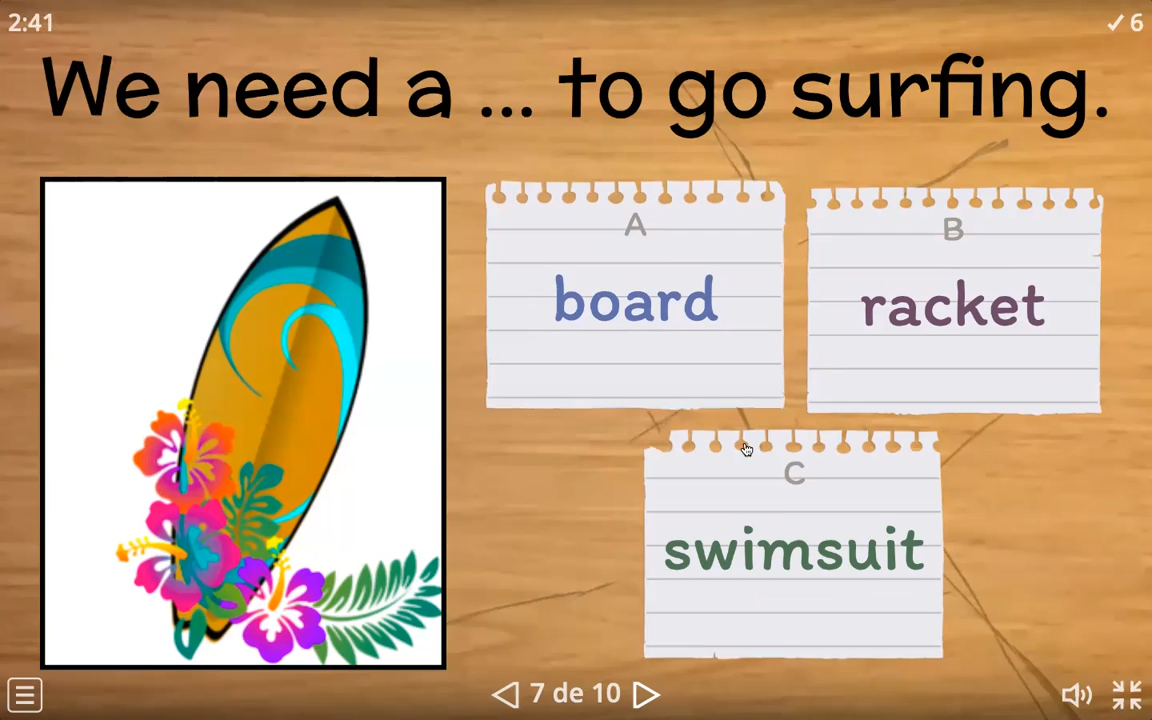 2:41
✓ 6
We need a ... to go surfing.
A
board
B
racket
C
swimsuit
7 de 10